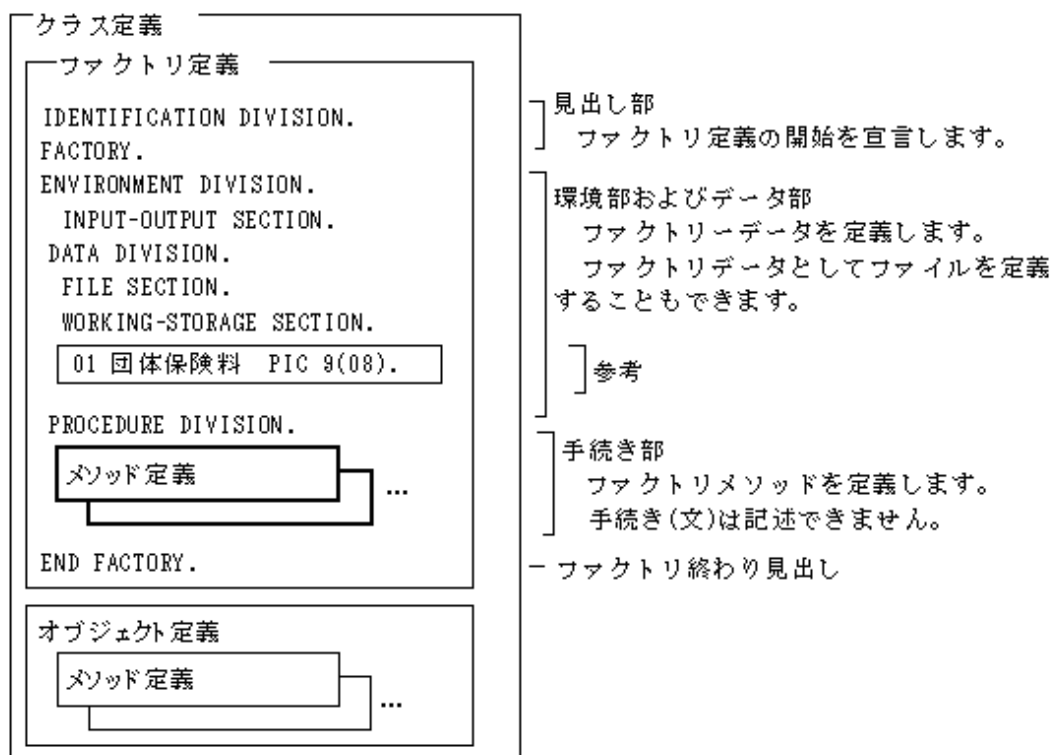 クラス定義
ファクトリ定義
IDENTIFICATION DIVISION.
FACTORY.
ENVIRONMENT DIVISION.
INPUT-OUTPUT SECTION.
DATA DIVISION.
FILE SECTION.
WORKING-STORAGE SECTION.
01 団体保険料 PIC 9(08).
PROCEDURE DIVISION.
メソッド定義
...
END FACTORY.
オブジェクト定義
メソッド定義
...
見出し部
ファクトリ定義の開始を宣言します。
環境部およびデータ部
ファクトリーデータを定義します。
ファクトリデータとしてファイルを定義
することもできます。
参考
手続き部
ファクトリメソッドを定義します。
手続き(文)は記述できません。
ファクトリ終わり見出し